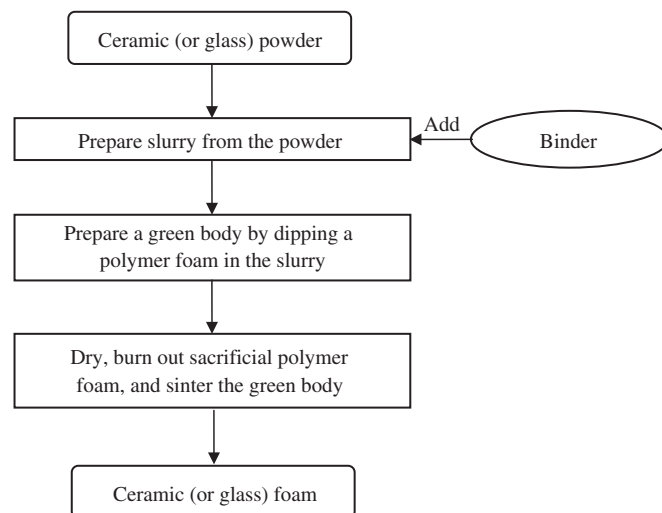 Ceramic (or glass) powder
Prepare slurry from the powder
Add
Binder
Prepare a green body by dipping a
polymer foam in the slurry
Dry, burn out sacrificial polymer
foam, and sinter the green body
Ceramic (or glass) foam